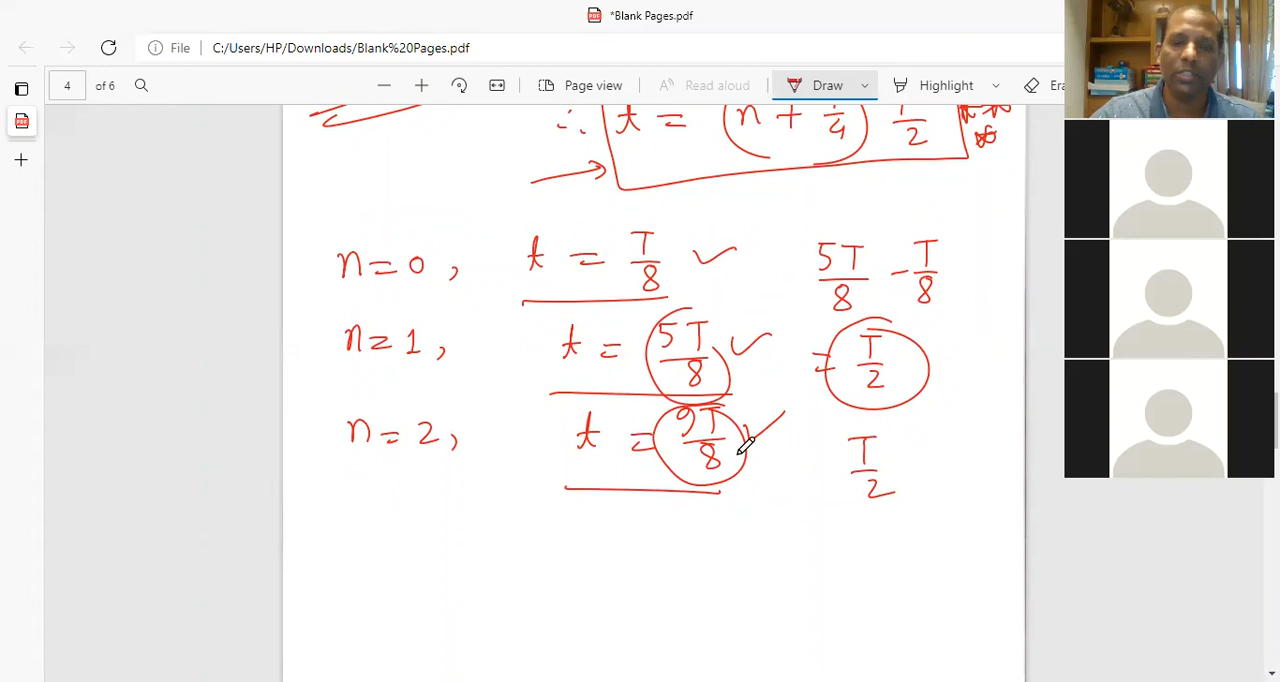 *Blank Pages.pdf
File C:/Users/HP/Downloads/Blank%20Pages.pdf
4 of 6 Page view Read aloud Draw Highlight Era
∴ t = (n + 1/4) T/2
n = 0, t = T/8 ✓ 5T/8 - T/8
n = 1, t = 5T/8 ✓ = T/2
n = 2, t = 9T/8 ✓ T/2